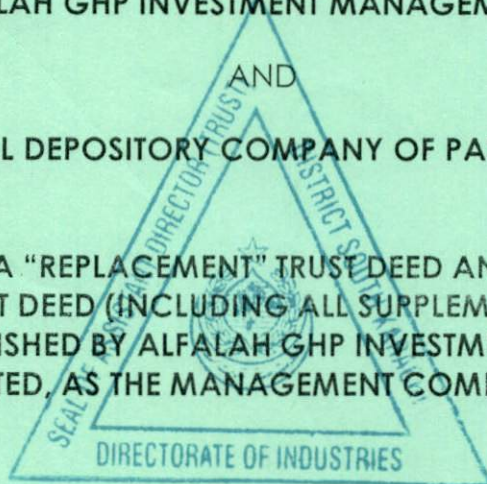 ALAH GHP INVESTMENT MANAGEM
AND
L DEPOSITORY COMPANY OF PA
A "REPLACEMENT" TRUST DEED AN
T DEED (INCLUDING ALL SUPPLEM
ISHED BY ALFALAH GHP INVESTM
TED, AS THE MANAGEMENT COM
SEAL OF ASSISTANT DIRECTOR (TRUST)
DISTRICT SOUTH KARACHI
DIRECTORATE OF INDUSTRIES